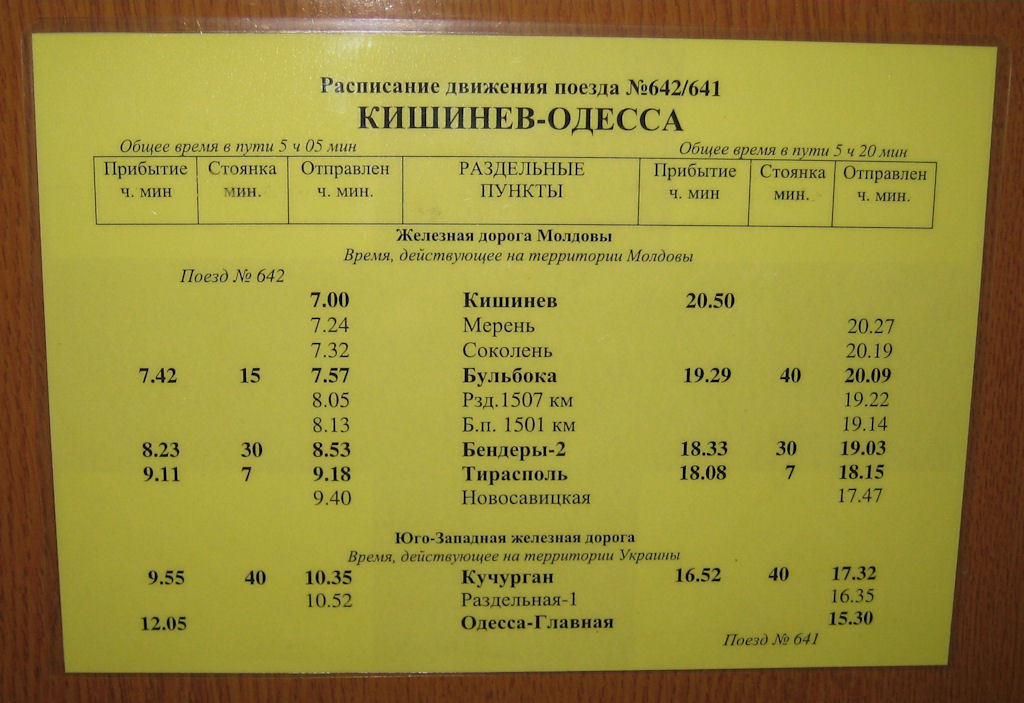 Расписание движения поезда №642/641
КИШИНЕВ-ОДЕССА
Общее время в пути 5 ч 05 мин Общее время в пути 5 ч 20 мин
Прибытие Стоянка Отправлен РАЗДЕЛЬНЫЕ Прибытие Стоянка Отправлен
ч. мин мин. ч. мин. ПУНКТЫ ч. мин мин. ч. мин.
Железная дорога Молдовы
Время, действующее на территории Молдовы
Поезд № 642
7.00 Кишинев 20.50
7.24 Мерень 20.27
7.32 Соколень 20.19
7.42 15 7.57 Бульбока 19.29 40 20.09
8.05 Рзд.1507 км 19.22
8.13 Б.п. 1501 км 19.14
8.23 30 8.53 Бендеры-2 18.33 30 19.03
9.11 7 9.18 Тирасполь 18.08 7 18.15
9.40 Новосавицкая 17.47
Юго-Западная железная дорога
Время, действующее на территории Украины
9.55 40 10.35 Кучурган 16.52 40 17.32
10.52 Раздельная-1 16.35
12.05 Одесса-Главная 15.30
Поезд № 641